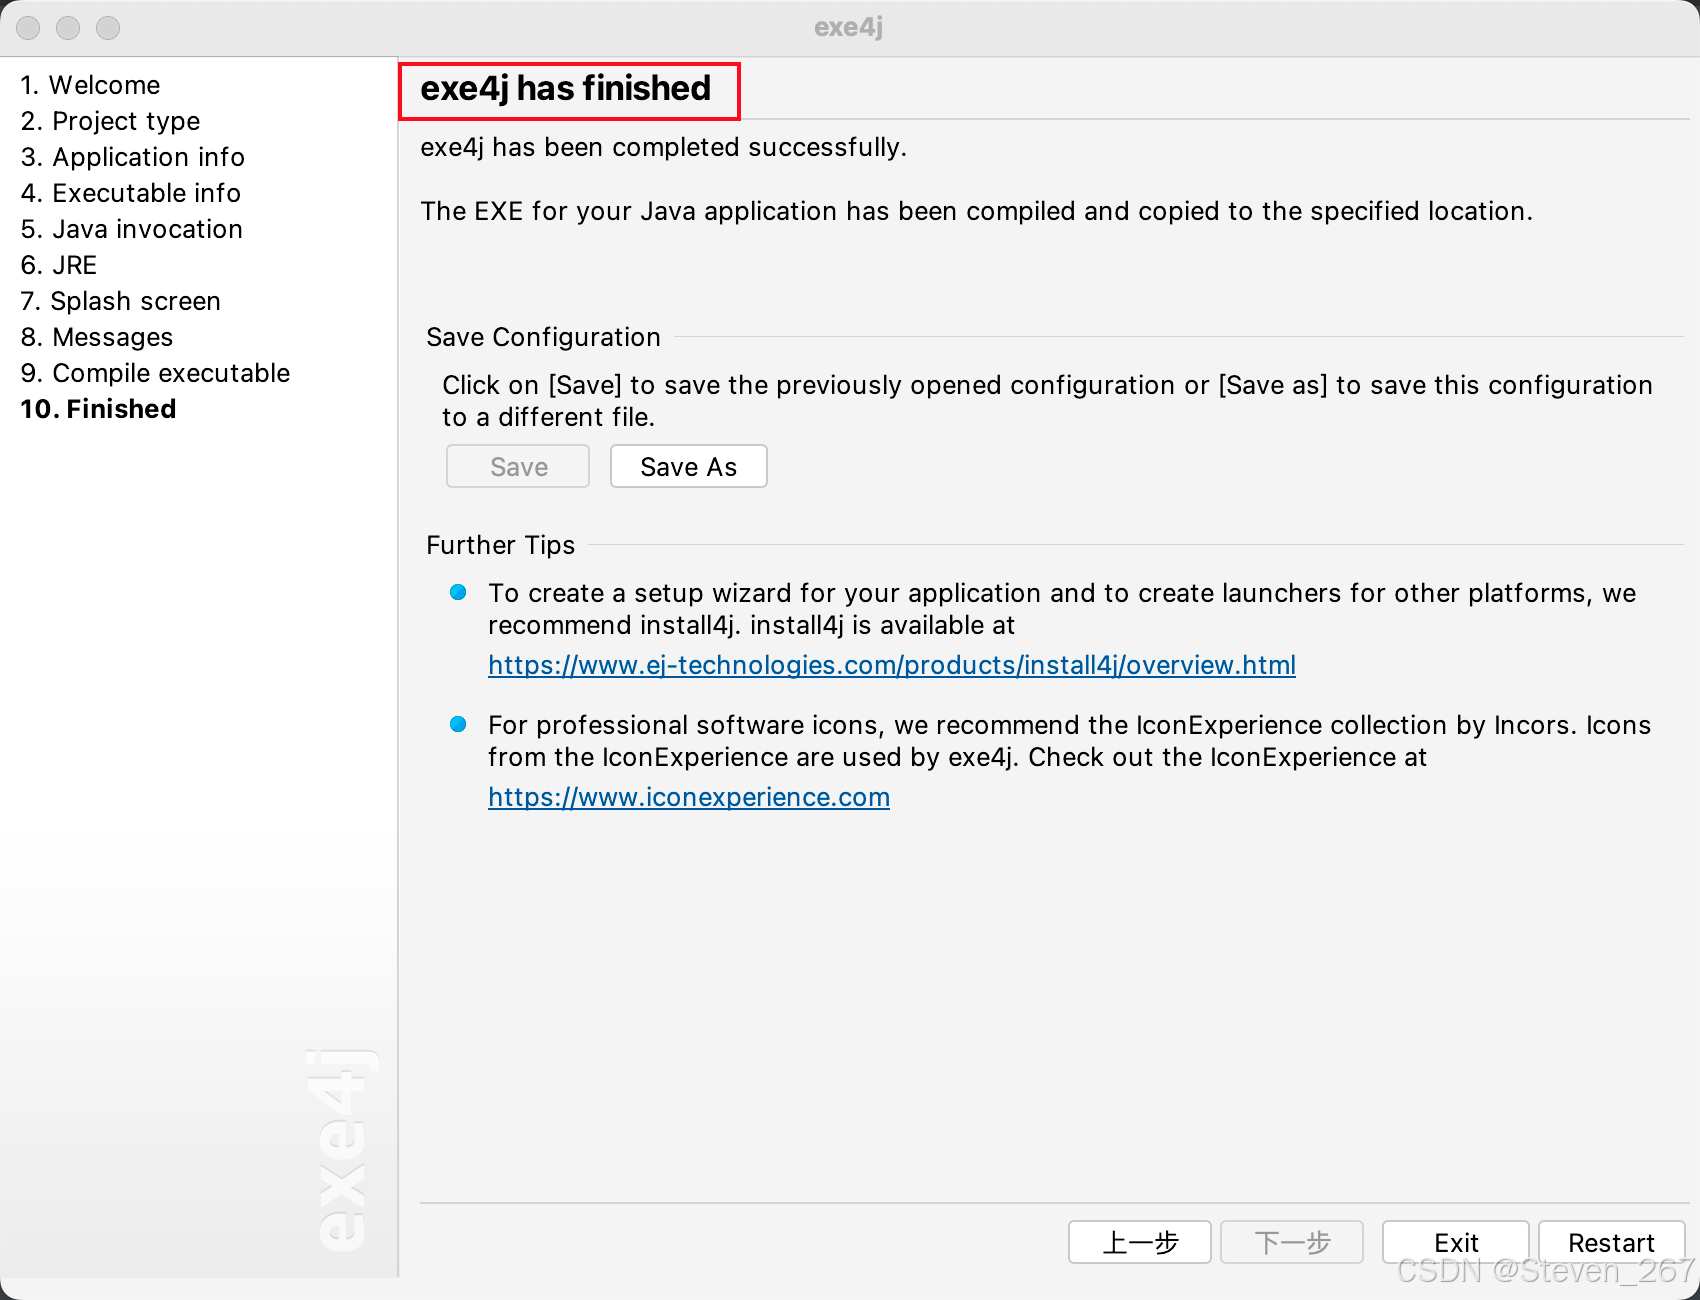 exe4j
1. Welcome
2. Project type
3. Application info
4. Executable info
5. Java invocation
6. JRE
7. Splash screen
8. Messages
9. Compile executable
10. Finished
exe4j
exe4j has finished
exe4j has been completed successfully.
The EXE for your Java application has been compiled and copied to the specified location.
Save Configuration
Click on [Save] to save the previously opened configuration or [Save as] to save this configuration
to a different file.
Save
Save As
Further Tips
To create a setup wizard for your application and to create launchers for other platforms, we
recommend install4j. install4j is available at
https://www.ej-technologies.com/products/install4j/overview.html
For professional software icons, we recommend the IconExperience collection by Incors. Icons
from the IconExperience are used by exe4j. Check out the IconExperience at
https://www.iconexperience.com
上一步
下一步
Exit
Restart
CSDN @Steven_267